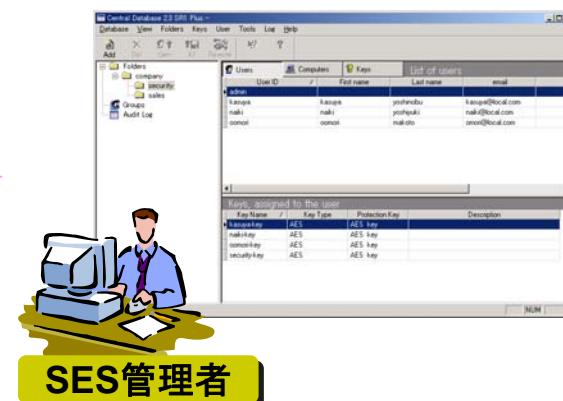 Central Database 2.3 SR1 Plus -
Database View Folders Keys User Tools Log Help
Add
Folders
company
security
sales
Groups
Audit Log
Users Computers Keys List of users
User ID / First name Last name email
admin
kasuya kasuya yoshinobu kasuya@local.com
naiki naiki yoshiyuki naiki@local.com
oomori oomori makoto omori@local.com
Keys, assigned to the user
Key Name / Key Type Protection Key Description
kasuya-key AES AES key
naiki-key AES AES key
oomori-key AES AES key
security-key AES AES key
NUM
SES管理者